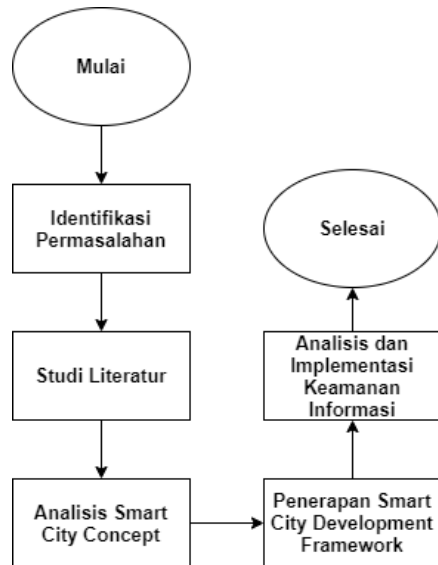 Mulai
Identifikasi
Permasalahan
Studi Literatur
Analisis Smart
City Concept
Penerapan Smart
City Development
Framework
Analisis dan
Implementasi
Keamanan
Informasi
Selesai